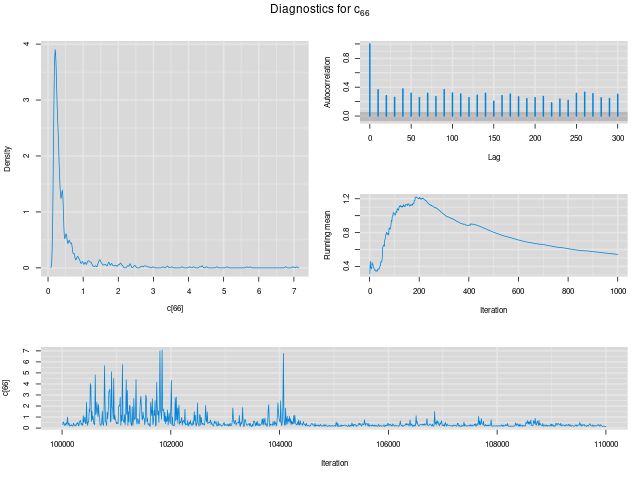 Diagnostics for c66
Density
0 1 2 3 4
0 1 2 3 4 5 6 7
c[66]
Autocorrelation
0.0 0.4 0.8
0 50 100 150 200 250 300
Lag
Running mean
0.4 0.8 1.2
0 200 400 600 800 1000
Iteration
c[66]
0 1 2 3 4 5 6 7
100000 102000 104000 106000 108000 110000
Iteration